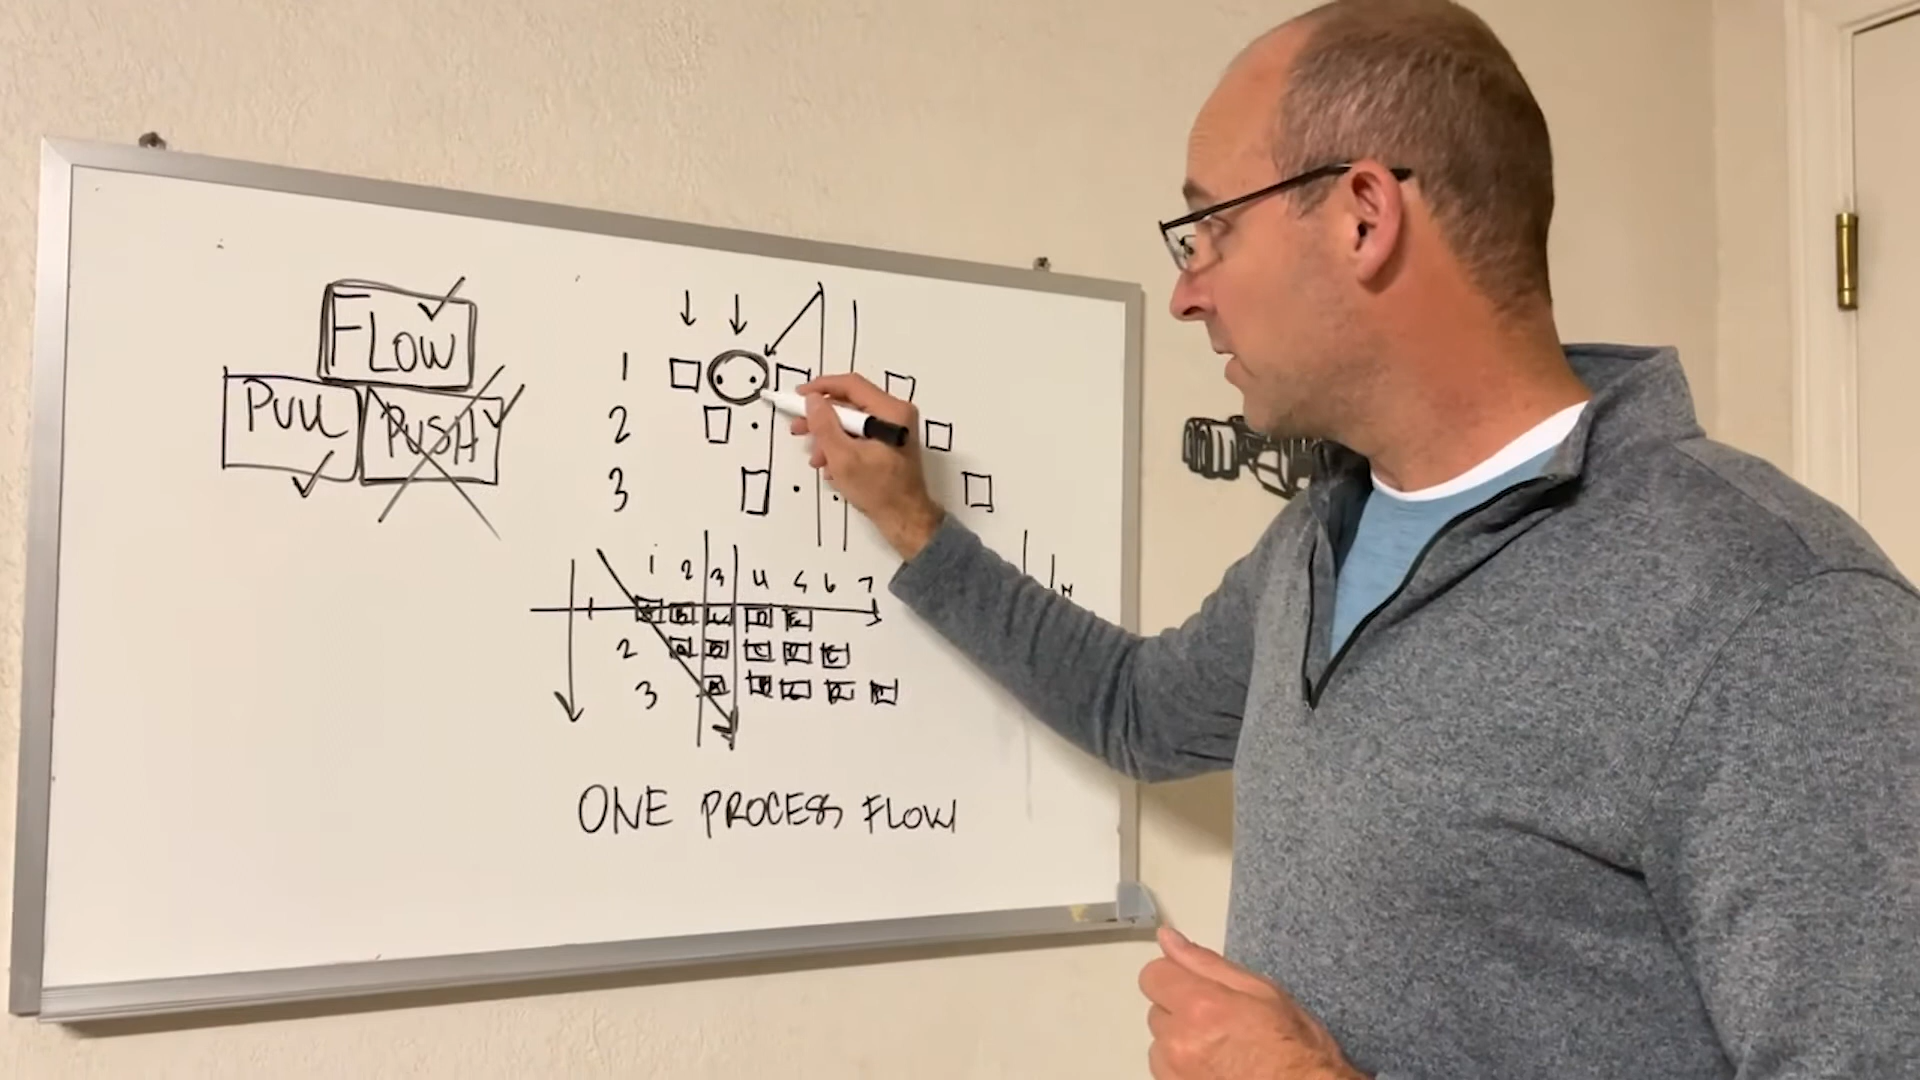 FLOW
PULL PUSH
1
2
3
1 2 3 4 5 6 7
A B C D E
2 A B C D E
3 A B C D E
ONE PROCESS FLOW